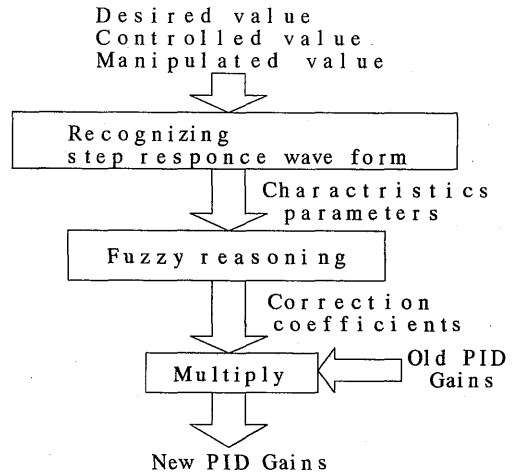 Desired value
Controlled value
Manipulated value
Recognizing
step responce wave form
Charactristics
parameters
Fuzzy reasoning
Correction
coefficients
Old PID
Gains
Multiply
New PID Gains